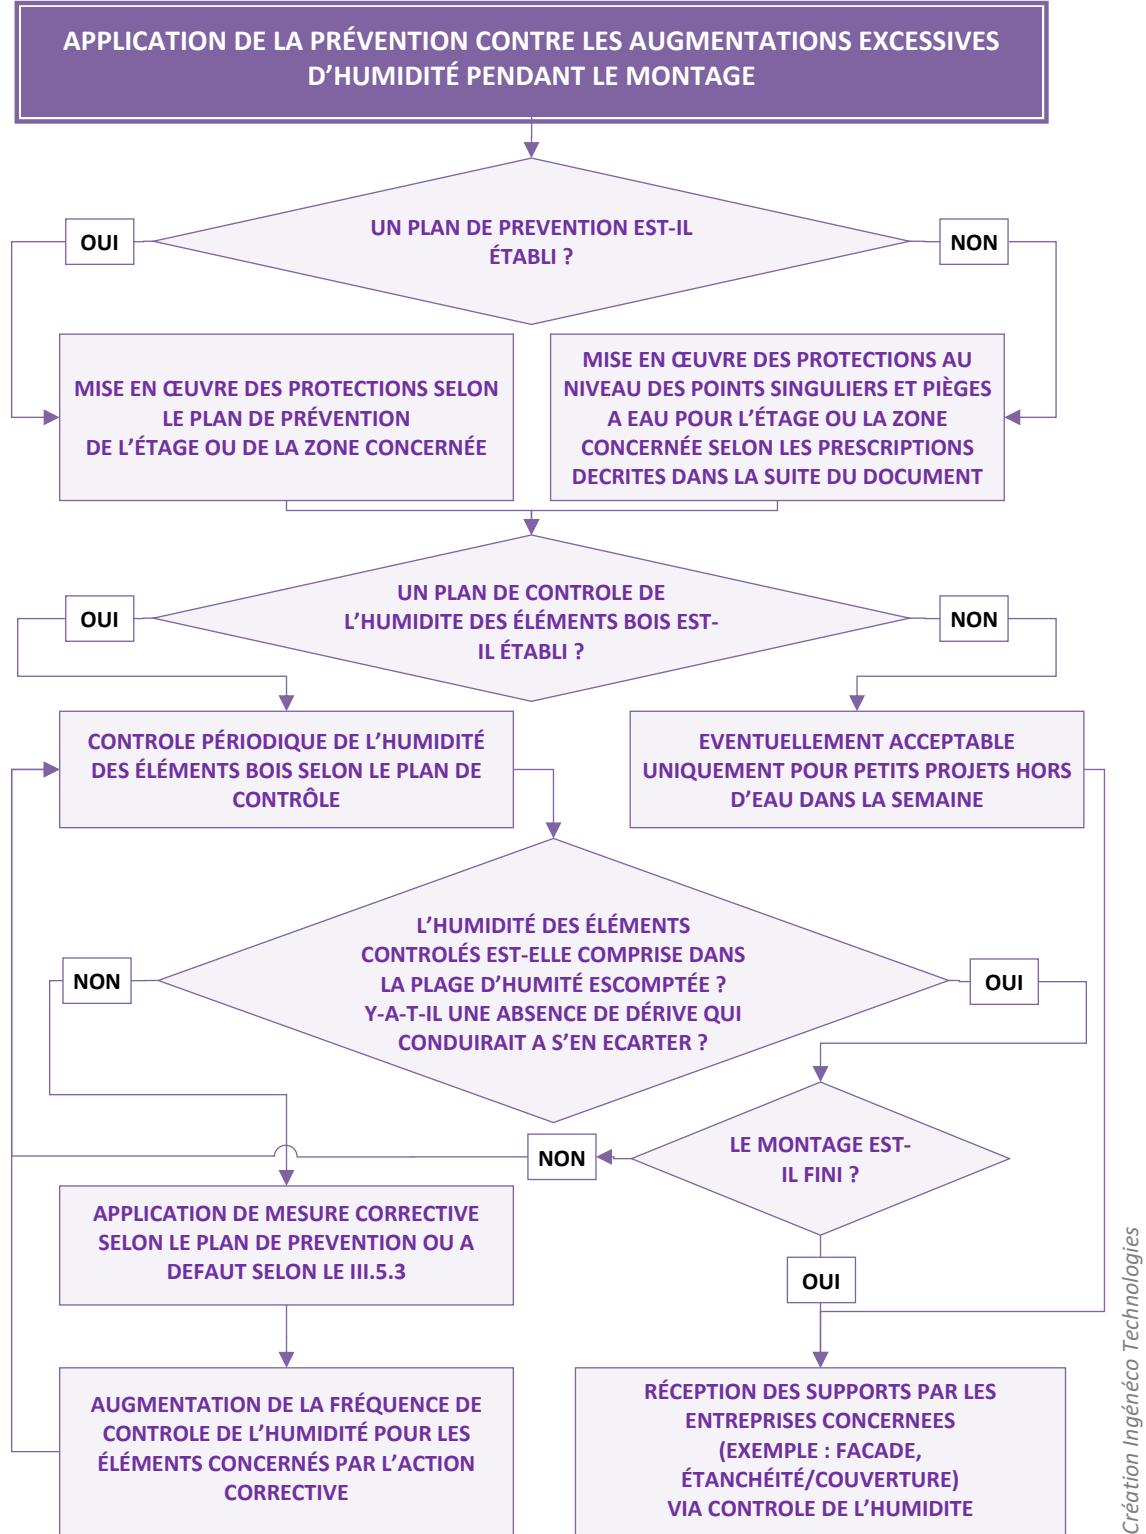 APPLICATION DE LA PRÉVENTION CONTRE LES AUGMENTATIONS EXCESSIVES
D'HUMIDITÉ PENDANT LE MONTAGE
UN PLAN DE PREVENTION EST-IL
ÉTABLI ?
OUI
NON
MISE EN ŒUVRE DES PROTECTIONS SELON
LE PLAN DE PRÉVENTION
DE L'ÉTAGE OU DE LA ZONE CONCERNÉE
MISE EN ŒUVRE DES PROTECTIONS AU
NIVEAU DES POINTS SINGULIERS ET PIÈGES
A EAU POUR L'ÉTAGE OU LA ZONE
CONCERNÉE SELON LES PRESCRIPTIONS
DECRITES DANS LA SUITE DU DOCUMENT
UN PLAN DE CONTROLE DE
L'HUMIDITE DES ÉLÉMENTS BOIS EST-
IL ÉTABLI ?
OUI
NON
CONTROLE PÉRIODIQUE DE L'HUMIDITÉ
DES ÉLÉMENTS BOIS SELON LE PLAN DE
CONTRÔLE
EVENTUELLEMENT ACCEPTABLE
UNIQUEMENT POUR PETITS PROJETS HORS
D'EAU DANS LA SEMAINE
L'HUMIDITÉ DES ÉLÉMENTS
CONTROLÉS EST-ELLE COMPRISE DANS
LA PLAGE D'HUMITÉ ESCOMPTÉE ?
Y-A-T-IL UNE ABSENCE DE DÉRIVE QUI
CONDUIRAIT A S'EN ECARTER ?
NON
OUI
LE MONTAGE EST-
IL FINI ?
NON
OUI
APPLICATION DE MESURE CORRECTIVE
SELON LE PLAN DE PREVENTION OU A
DEFAUT SELON LE III.5.3
AUGMENTATION DE LA FRÉQUENCE DE
CONTROLE DE L'HUMIDITÉ POUR LES
ÉLÉMENTS CONCERNÉS PAR L'ACTION
CORRECTIVE
RÉCEPTION DES SUPPORTS PAR LES
ENTREPRISES CONCERNEES
(EXEMPLE : FACADE,
ÉTANCHÉITÉ/COUVERTURE)
VIA CONTROLE DE L'HUMIDITE
Création Ingénéco Technologies